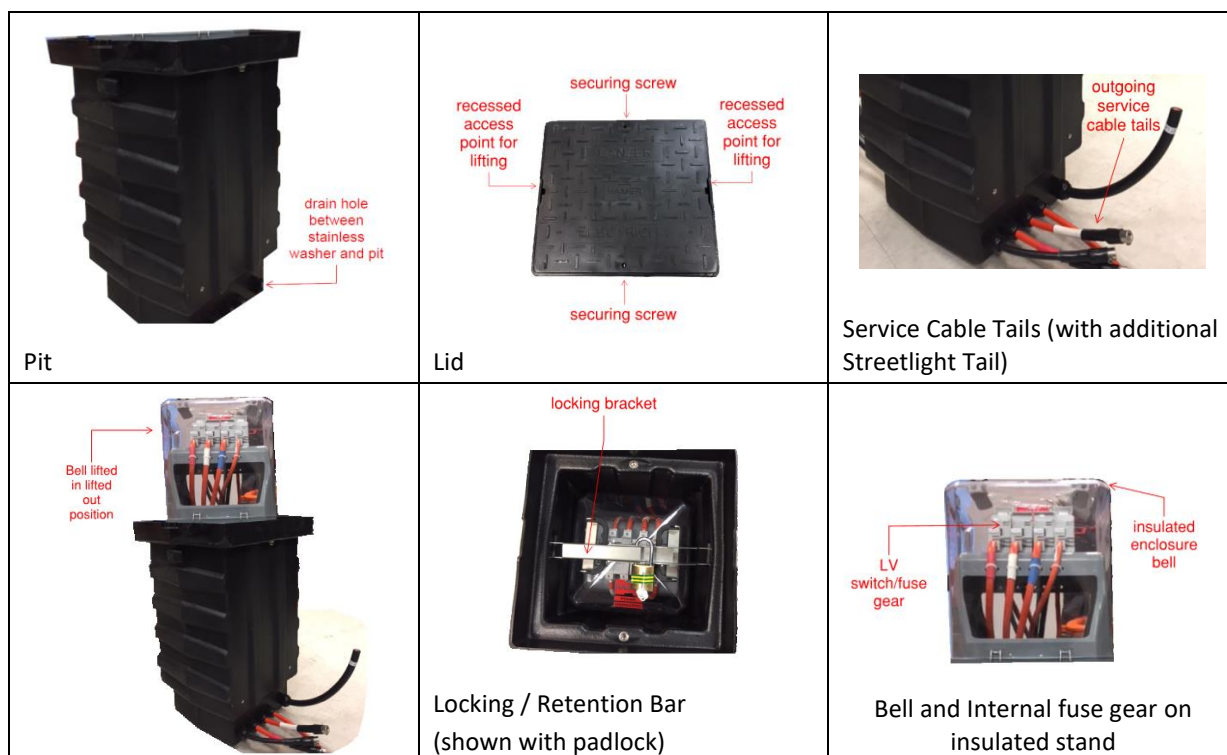 drain hole
between
stainless
washer and pit
Pit
securing screw
recessed
access
point for
lifting
recessed
access
point for
lifting
securing screw
Lid
outgoing
service
cable tails
Service Cable Tails (with additional
Streetlight Tail)
Bell lifted
in lifted
out
position
locking bracket
Locking / Retention Bar
(shown with padlock)
LV
switch/fuse
gear
insulated
enclosure
bell
Bell and Internal fuse gear on
insulated stand